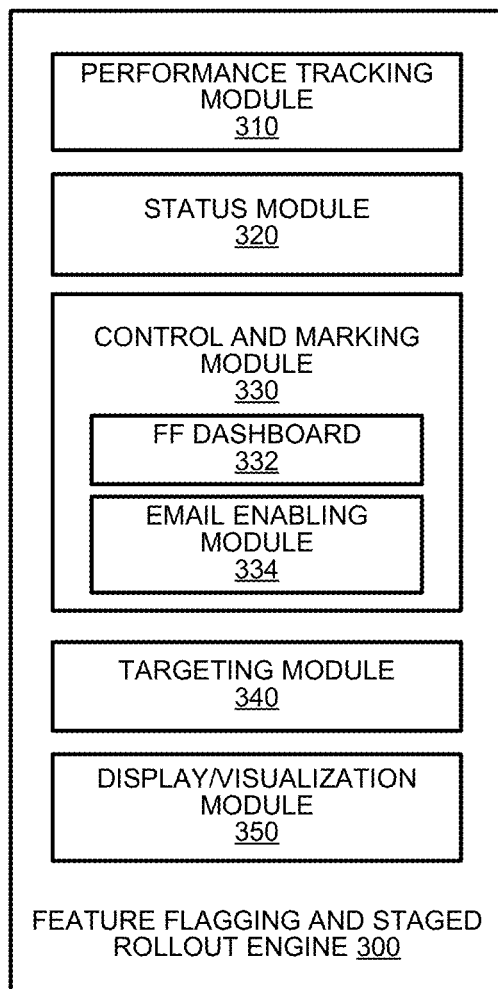 PERFORMANCE TRACKING
MODULE
310
STATUS MODULE
320
CONTROL AND MARKING
MODULE
330
FF DASHBOARD
332
EMAIL ENABLING
MODULE
334
TARGETING MODULE
340
DISPLAY/VISUALIZATION
MODULE
350
FEATURE FLAGGING AND STAGED
ROLLOUT ENGINE 300